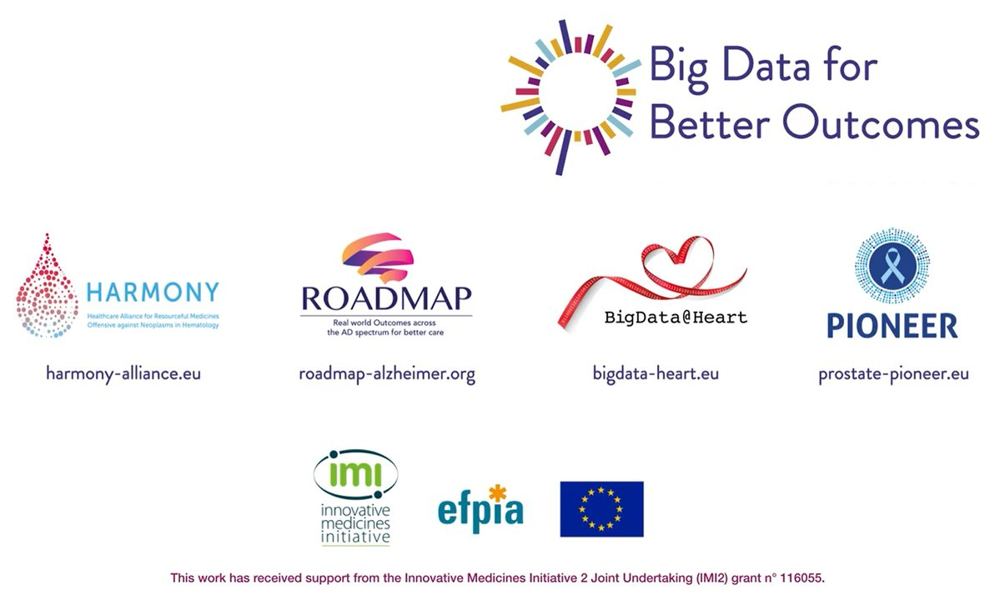 Big Data for
Better Outcomes
HARMONY
Healthcare Alliance for Resourceful Medicines
Offensive against Neoplasms in Hematology
harmony-alliance.eu
ROADMAP
Real world Outcomes across
the AD spectrum for better care
roadmap-alzheimer.org
BigData@Heart
bigdata-heart.eu
PIONEER
prostate-pioneer.eu
imi
innovative
medicines
initiative
efpia
This work has received support from the Innovative Medicines Initiative 2 Joint Undertaking (IMI2) grant n° 116055.